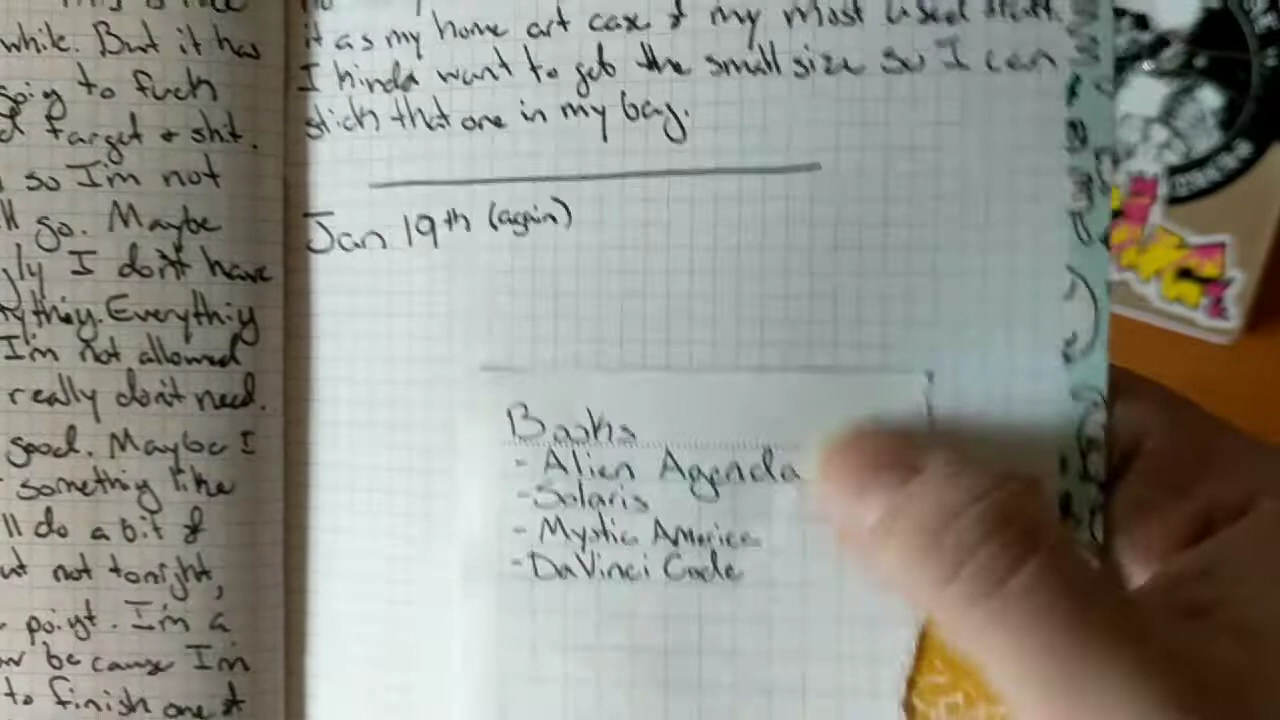 while. But it has
going to fuck
target & shit.
so I'm not
go. Maybe
I don't have
Everything
I'm not allowed
really don't need.
good. Maybe I
something like
do a bit of
not tonight,
point. I'm a
because I'm
to finish one
it as my home art case & my most used stuff.
I kinda want to get the small size so I can
stick that one in my bag.
Jan 19th (again)
Books
- Alien Agenda
- Solaris
- Mystic America
- DaVinci Code